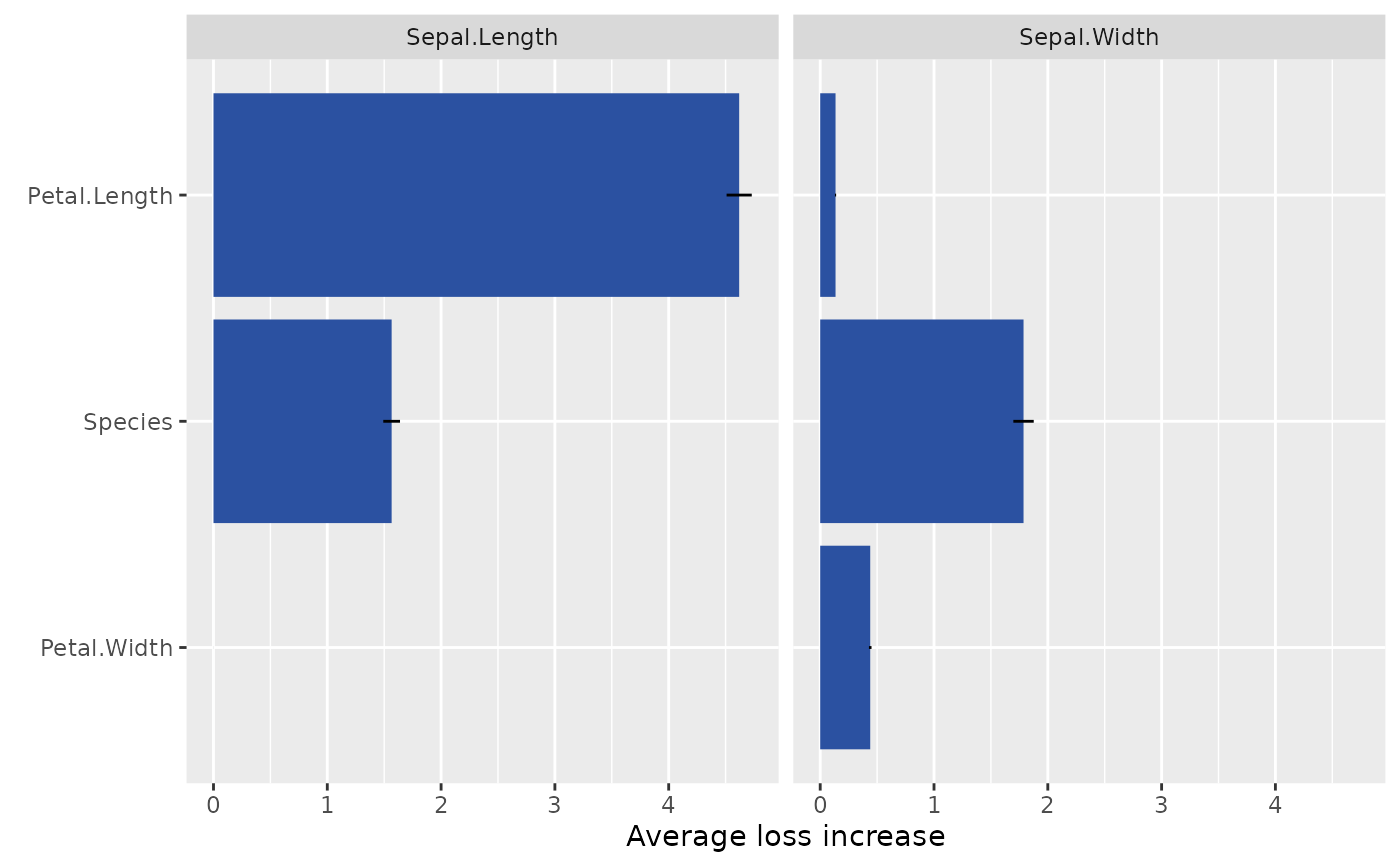 Sepal.Length Sepal.Width
Petal.Length
Species
Petal.Width
0 1 2 3 4 0 1 2 3 4
Average loss increase